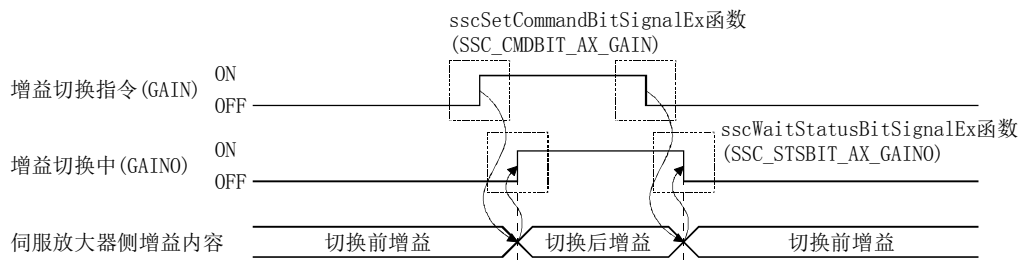 sscSetCommandBitSignalEx函数
(SSC_CMDBIT_AX_GAIN)
增益切换指令(GAIN)
ON
OFF
sscWaitStatusBitSignalEx函数
(SSC_STSBIT_AX_GAINO)
增益切换中(GAINO)
ON
OFF
伺服放大器侧增益内容
切换前增益
切换后增益
切换前增益